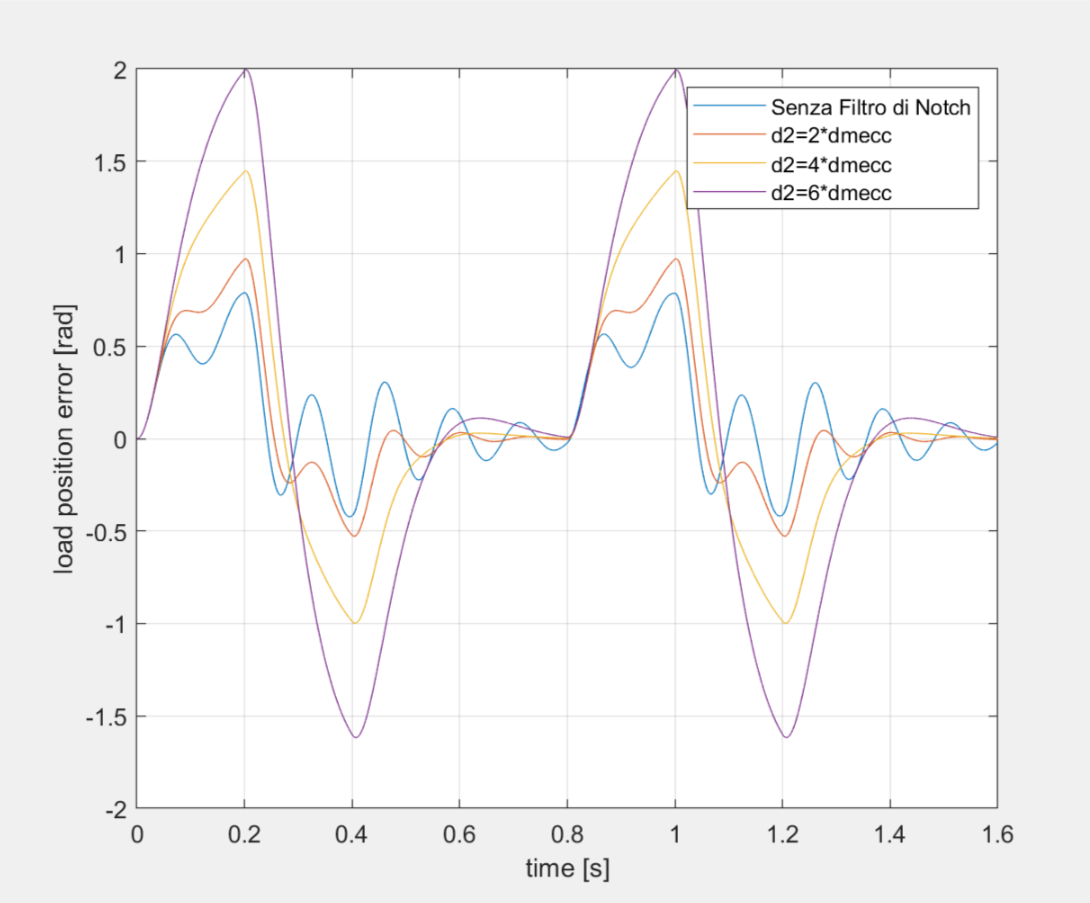 2
1.5
1
0.5
0
-0.5
-1
-1.5
-2
load position error [rad]
Senza Filtro di Notch
d2=2*dmecc
d2=4*dmecc
d2=6*dmecc
0 0.2 0.4 0.6 0.8 1 1.2 1.4 1.6
time [s]